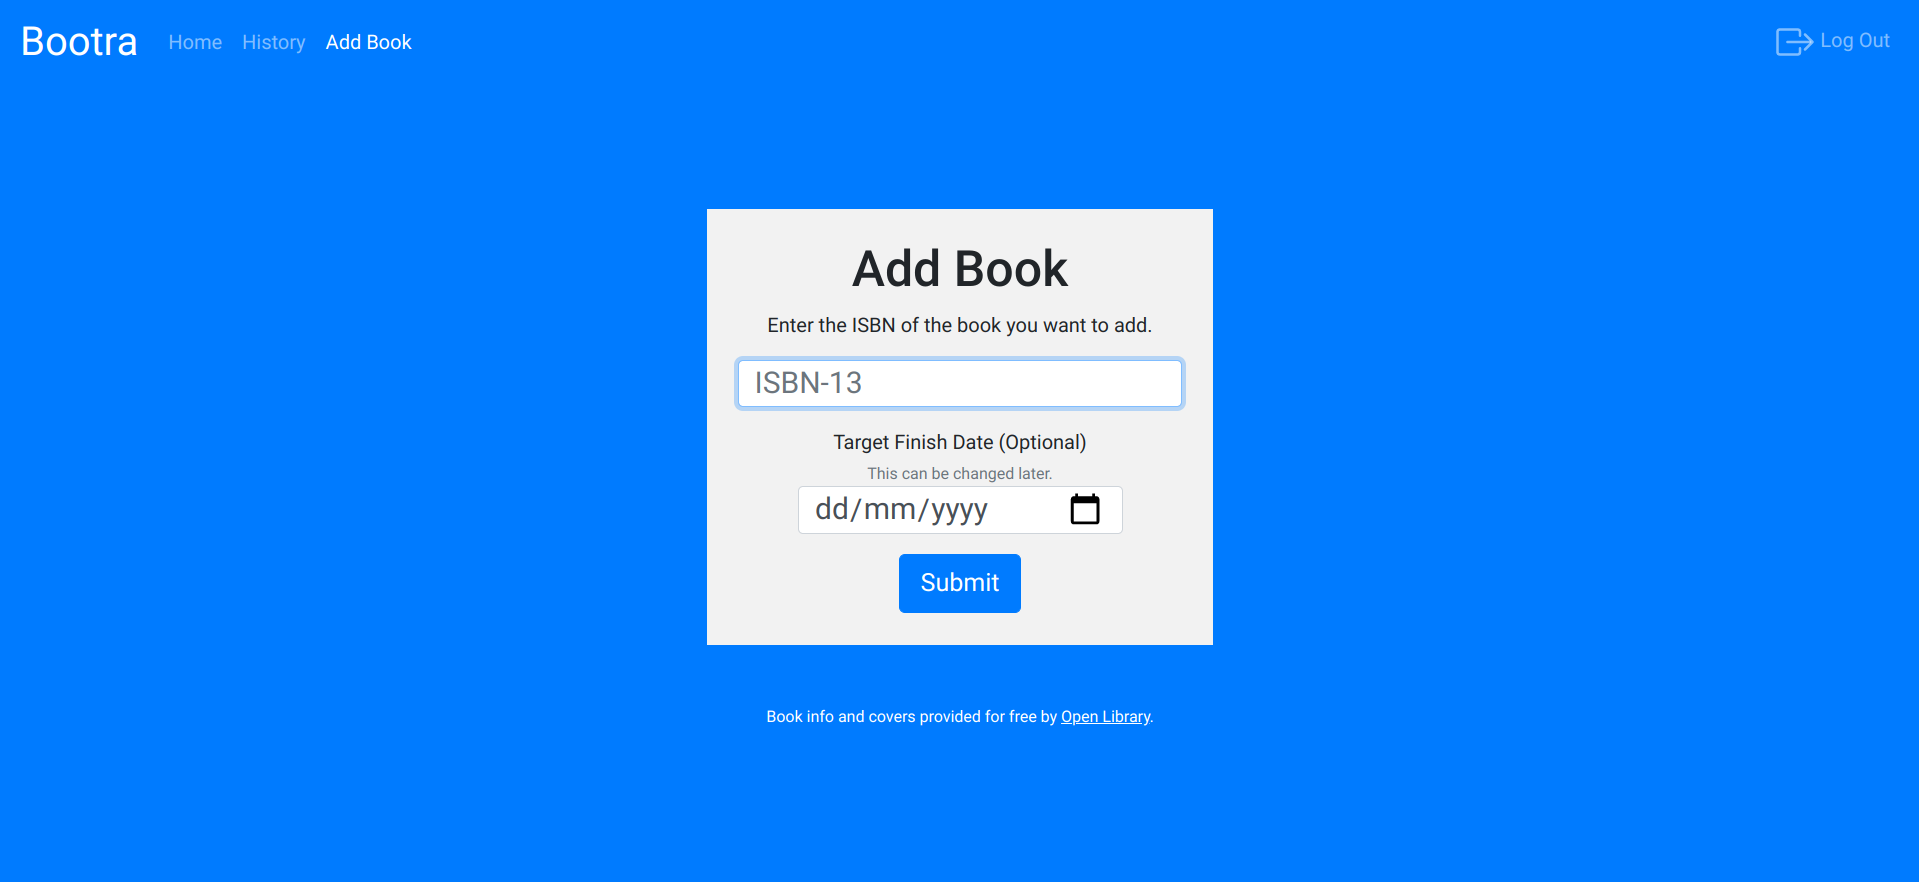 Bootra Home History Add Book Log Out
Add Book
Enter the ISBN of the book you want to add.
ISBN-13
Target Finish Date (Optional)
This can be changed later.
dd/mm/yyyy
Submit
Book info and covers provided for free by Open Library.